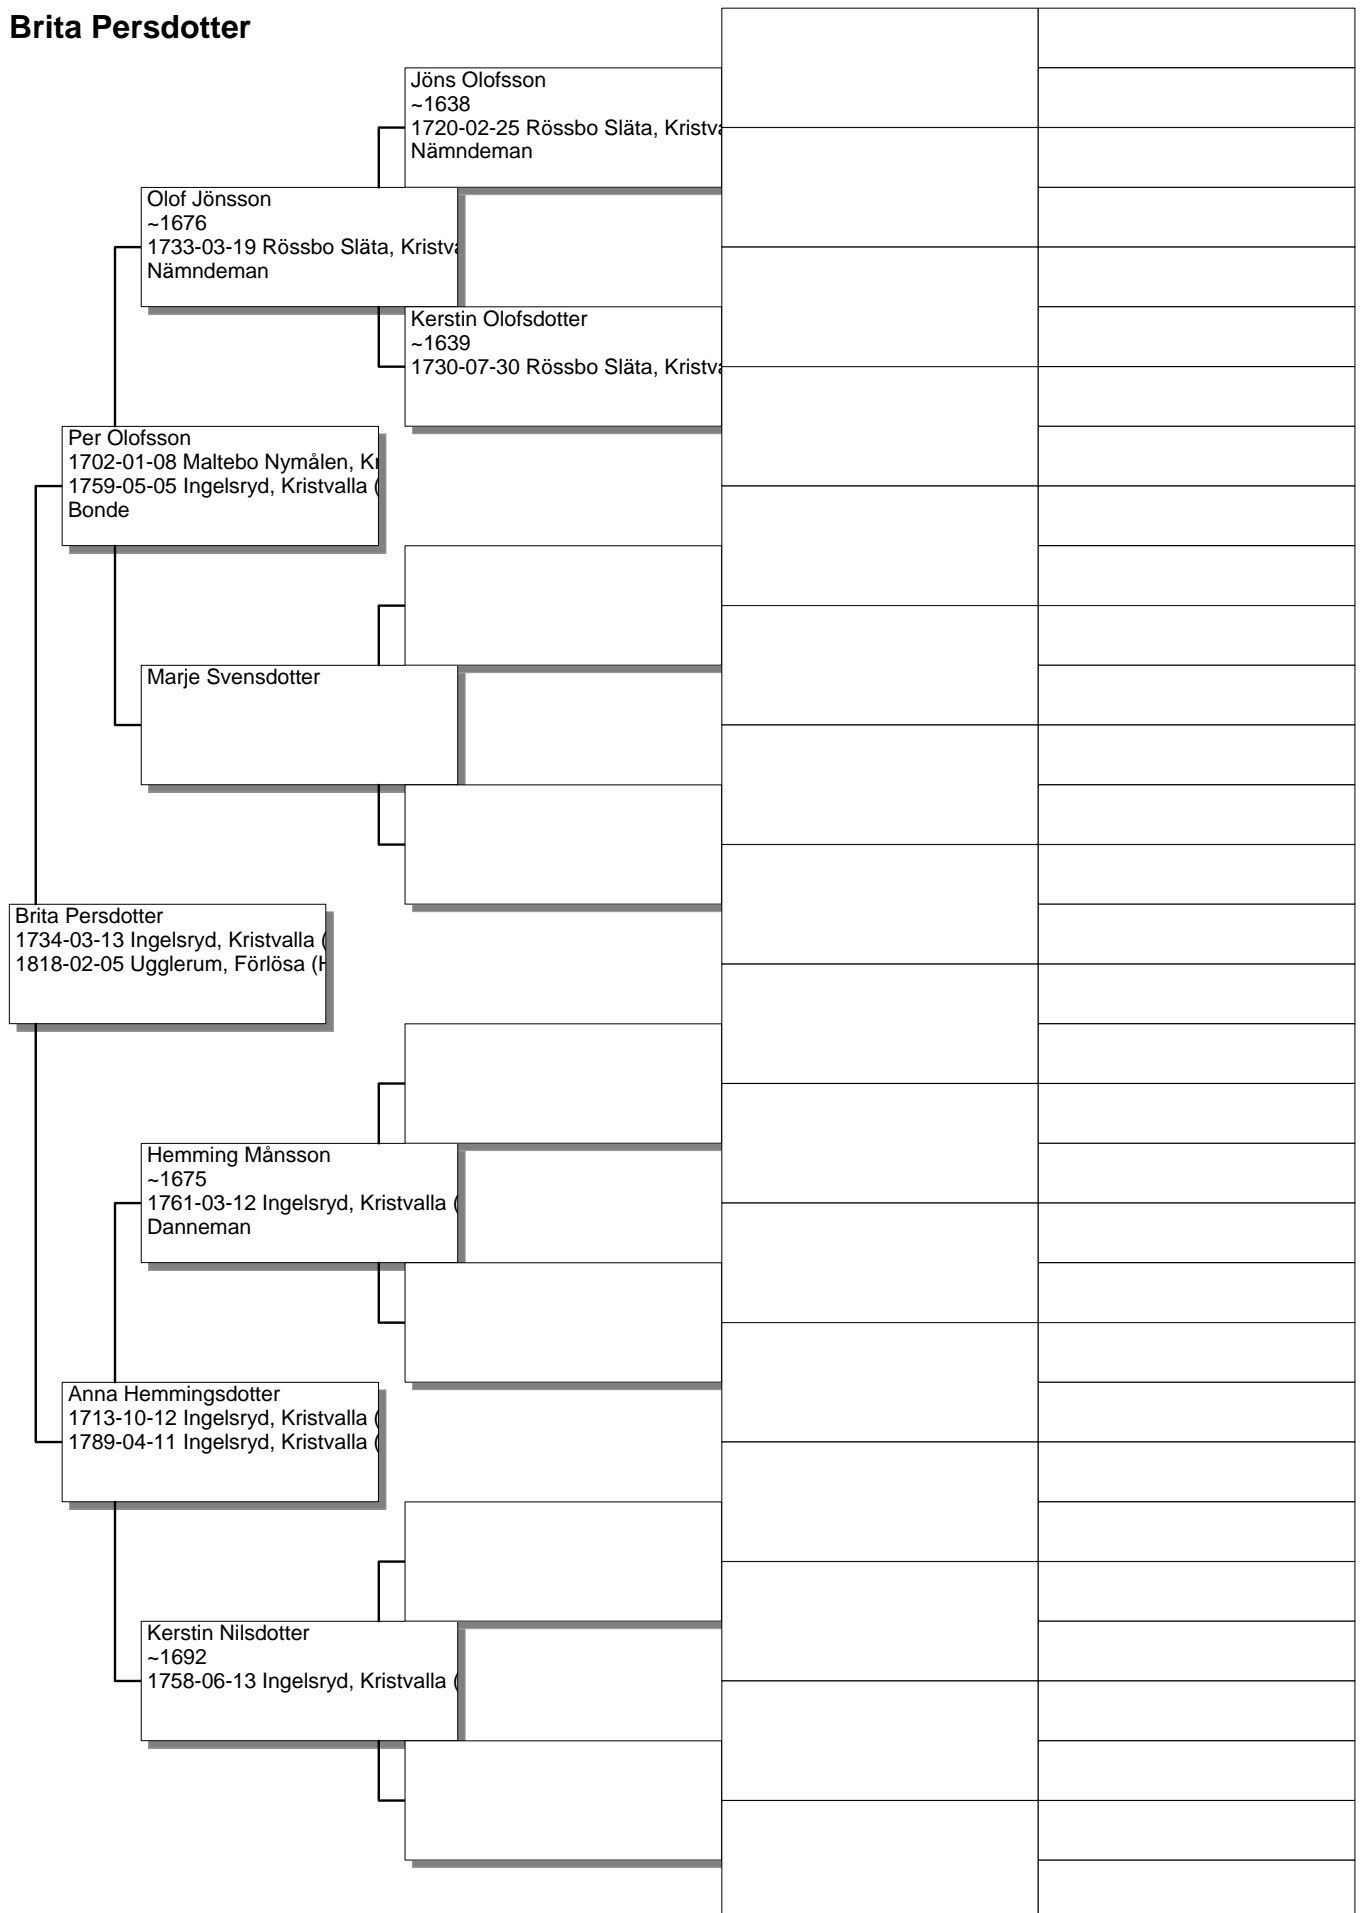 Brita Persdotter
Jöns Olofsson
~1638
1720-02-25 Rössbo Släta, Kristva
Nämndeman
Olof Jönsson
~1676
1733-03-19 Rössbo Släta, Kristva
Nämndeman
Kerstin Olofsdotter
~1639
1730-07-30 Rössbo Släta, Kristva
Per Olofsson
1702-01-08 Maltebo Nymålen, Kr
1759-05-05 Ingelsryd, Kristvalla (
Bonde
Marje Svensdotter
Brita Persdotter
1734-03-13 Ingelsryd, Kristvalla (
1818-02-05 Ugglerum, Förlösa (H
Hemming Månsson
~1675
1761-03-12 Ingelsryd, Kristvalla (
Danneman
Anna Hemmingsdotter
1713-10-12 Ingelsryd, Kristvalla (
1789-04-11 Ingelsryd, Kristvalla (
Kerstin Nilsdotter
~1692
1758-06-13 Ingelsryd, Kristvalla (